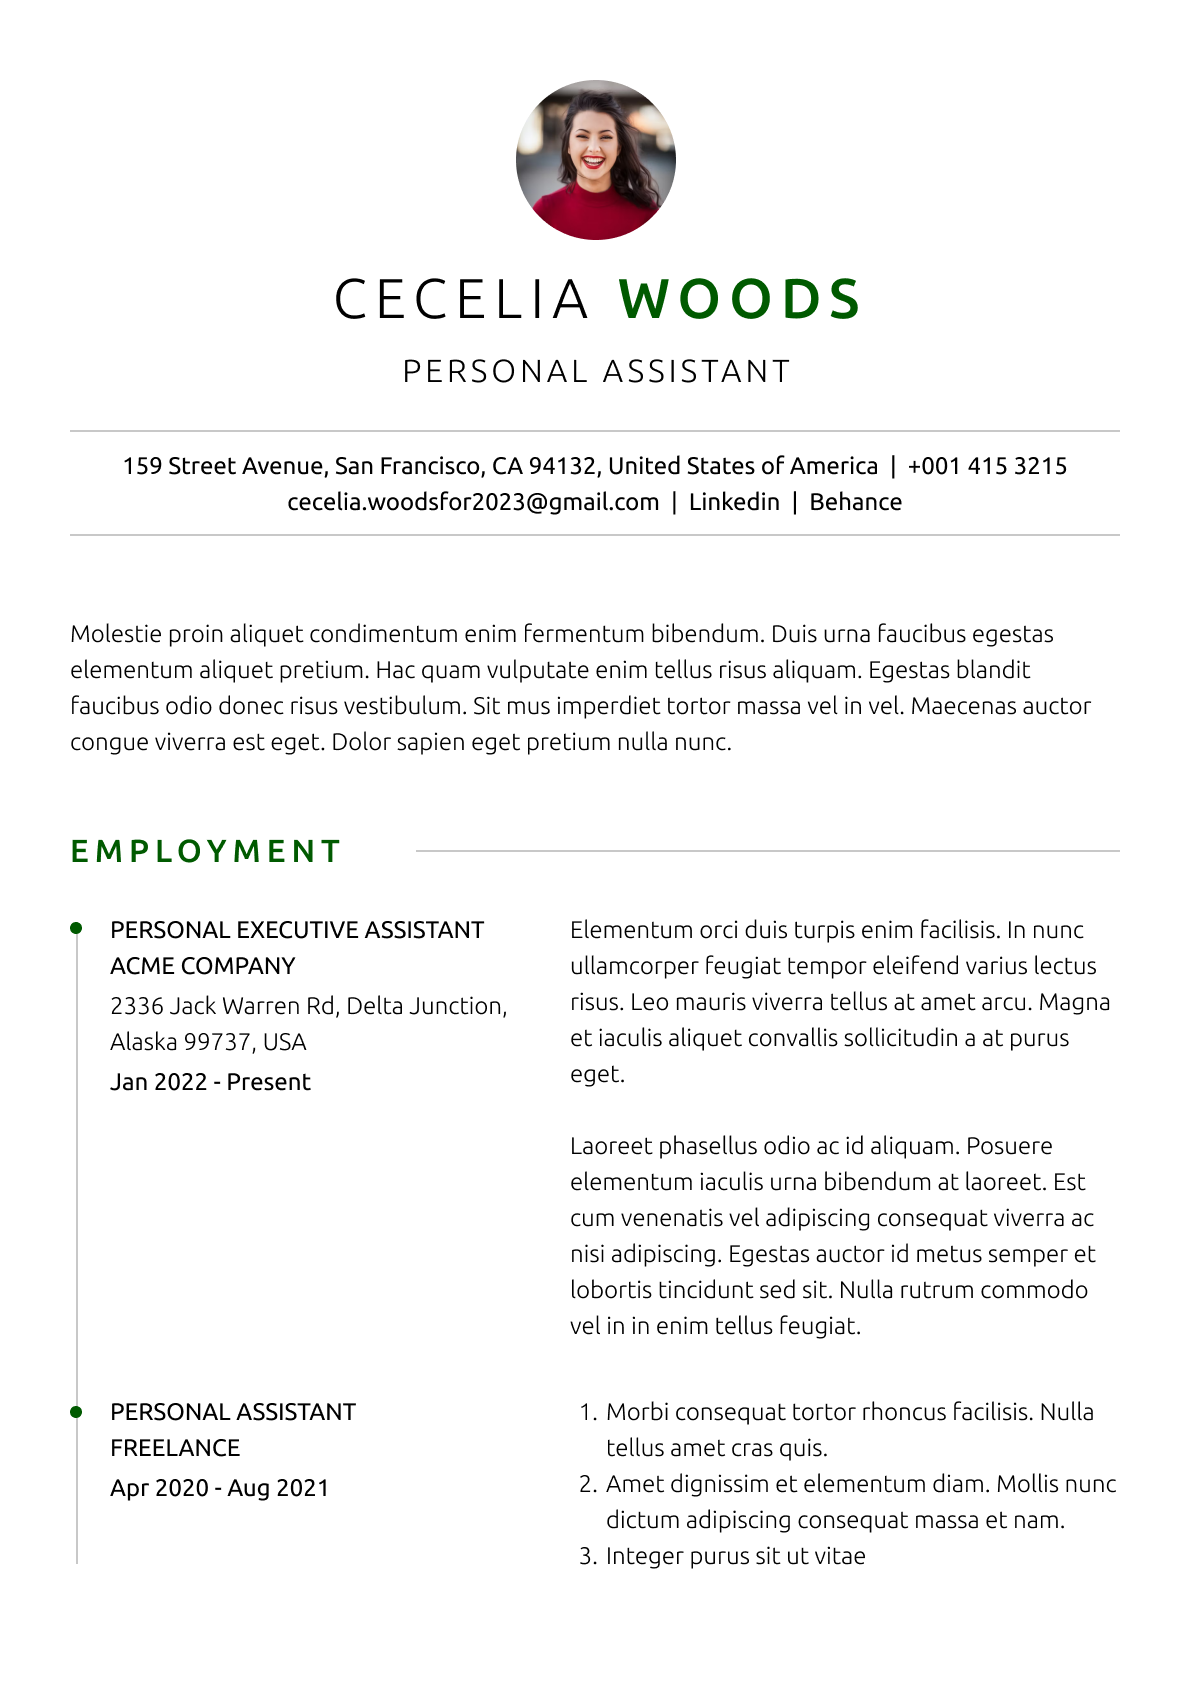 CECELIA WOODS
PERSONAL ASSISTANT
159 Street Avenue, San Francisco, CA 94132, United States of America | +001 415 3215
cecelia.woodsfor2023@gmail.com | Linkedin | Behance
Molestie proin aliquet condimentum enim fermentum bibendum. Duis urna faucibus egestas
elementum aliquet pretium. Hac quam vulputate enim tellus risus aliquam. Egestas blandit
faucibus odio donec risus vestibulum. Sit mus imperdiet tortor massa vel in vel. Maecenas auctor
congue viverra est eget. Dolor sapien eget pretium nulla nunc.
EMPLOYMENT
PERSONAL EXECUTIVE ASSISTANT
ACME COMPANY
2336 Jack Warren Rd, Delta Junction,
Alaska 99737, USA
Jan 2022 - Present
Elementum orci duis turpis enim facilisis. In nunc
ullamcorper feugiat tempor eleifend varius lectus
risus. Leo mauris viverra tellus at amet arcu. Magna
et iaculis aliquet convallis sollicitudin a at purus
eget.
Laoreet phasellus odio ac id aliquam. Posuere
elementum iaculis urna bibendum at laoreet. Est
cum venenatis vel adipiscing consequat viverra ac
nisi adipiscing. Egestas auctor id metus semper et
lobortis tincidunt sed sit. Nulla rutrum commodo
vel in in enim tellus feugiat.
PERSONAL ASSISTANT
FREELANCE
Apr 2020 - Aug 2021
1. Morbi consequat tortor rhoncus facilisis. Nulla
tellus amet cras quis.
2. Amet dignissim et elementum diam. Mollis nunc
dictum adipiscing consequat massa et nam.
3. Integer purus sit ut vitae